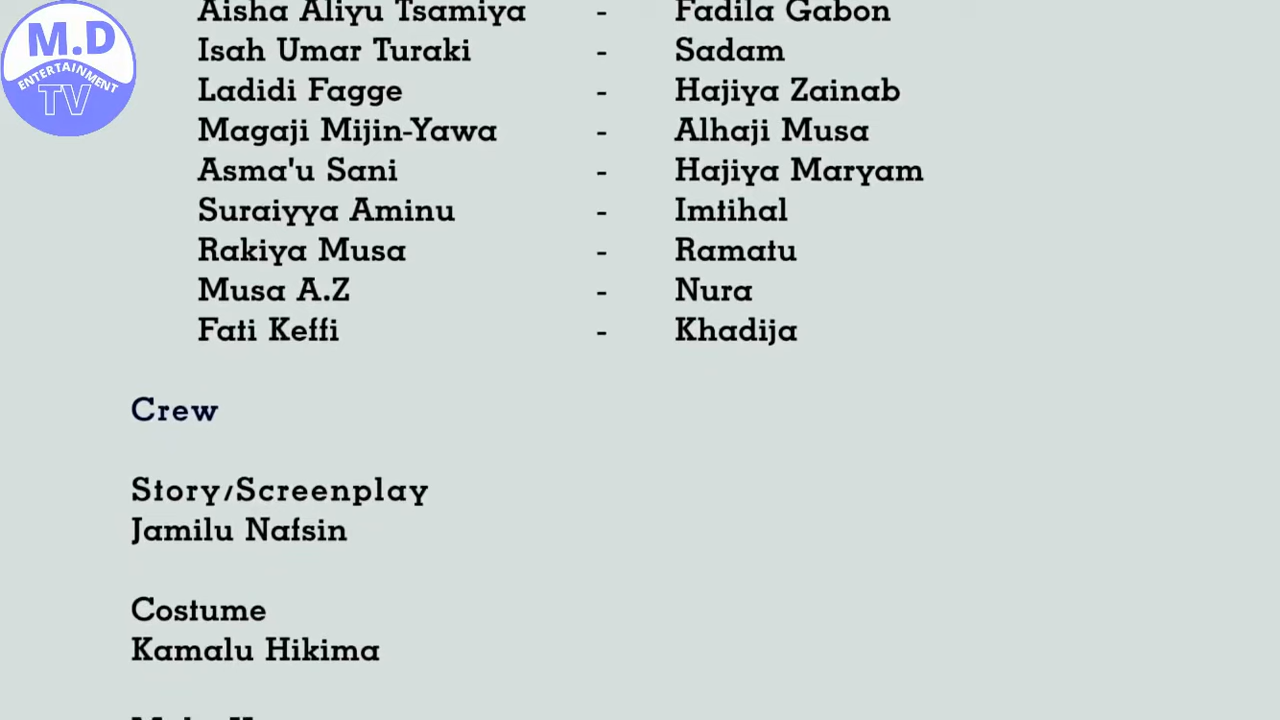 M.D
ENTERTAINMENT
TV
Aisha Aliyu Tsamiya - Fadila Gabon
Isah Umar Turaki - Sadam
Ladidi Fagge - Hajiya Zainab
Magaji Mijin-Yawa - Alhaji Musa
Asma'u Sani - Hajiya Maryam
Suraiyya Aminu - Imtihal
Rakiya Musa - Ramatu
Musa A.Z - Nura
Fati Keffi - Khadija
Crew
Story/Screenplay
Jamilu Nafsin
Costume
Kamalu Hikima